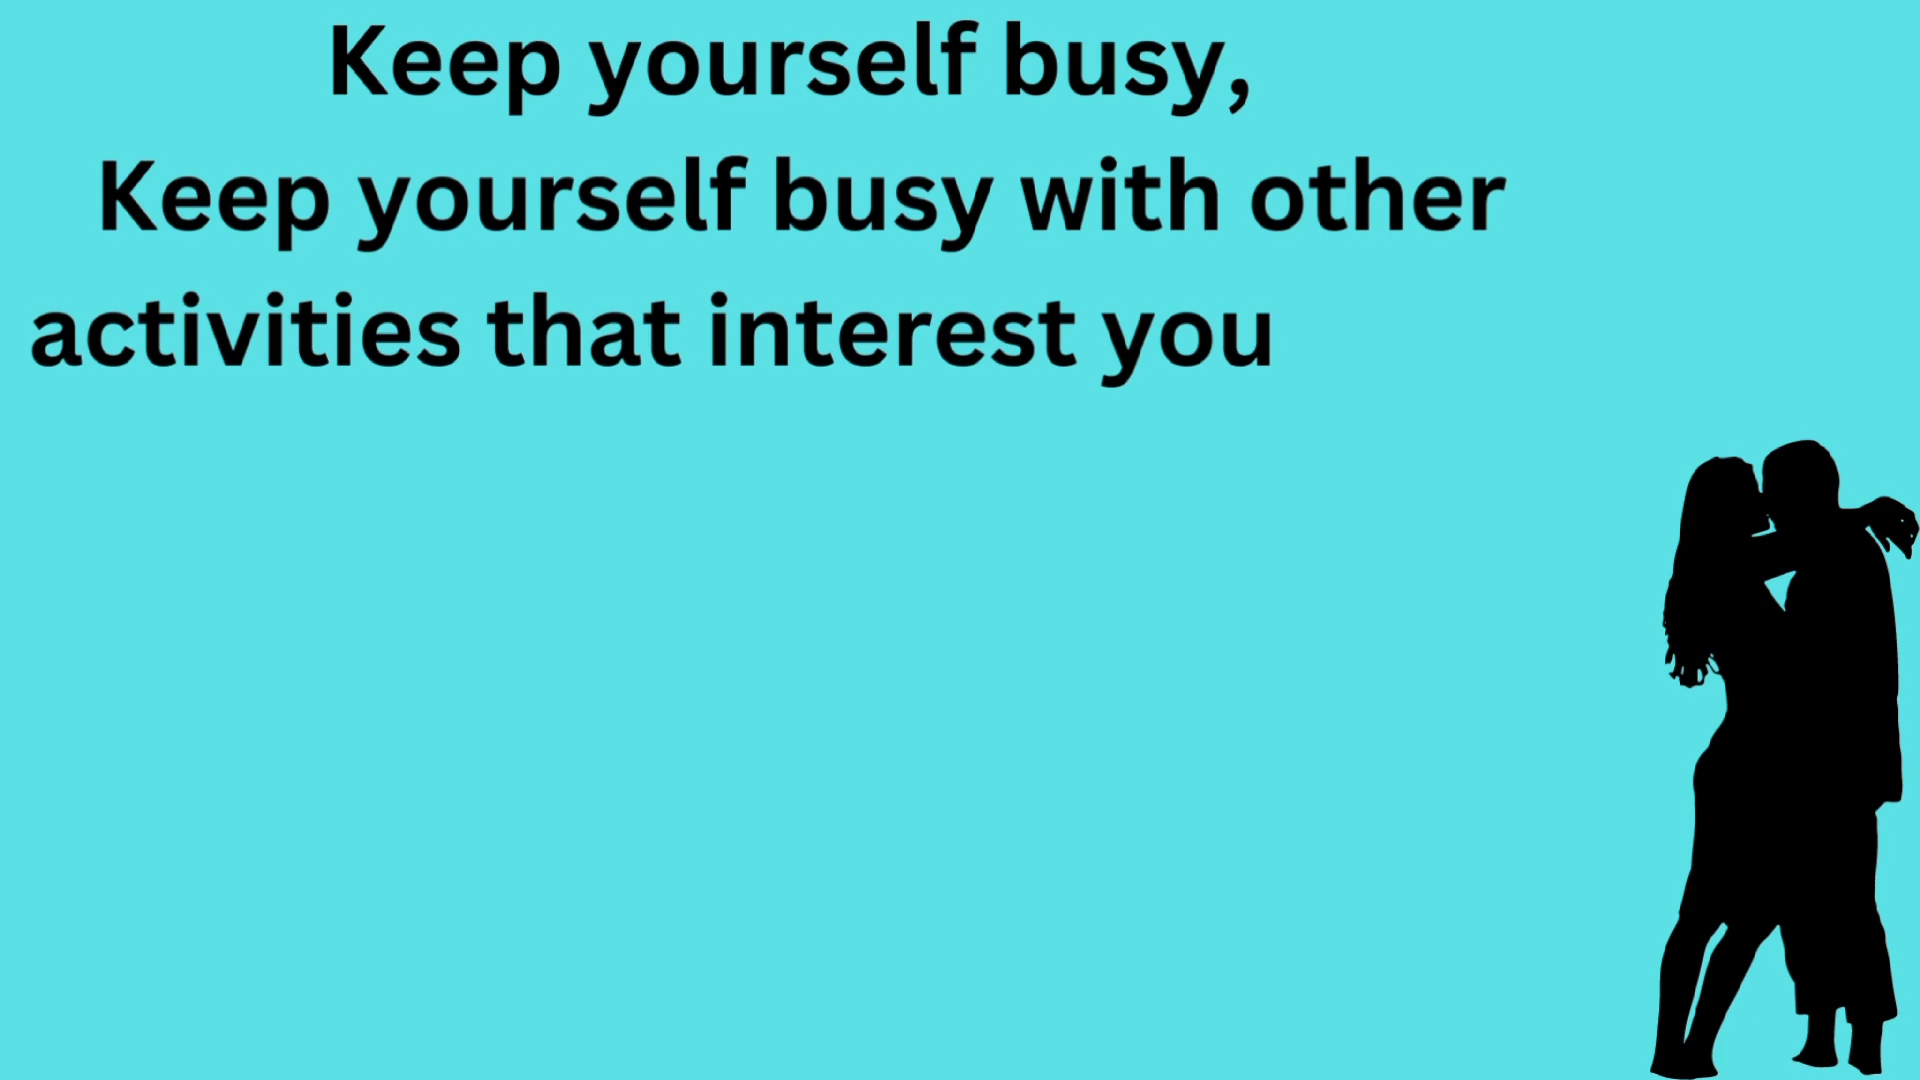 Keep yourself busy,
Keep yourself busy with other
activities that interest you